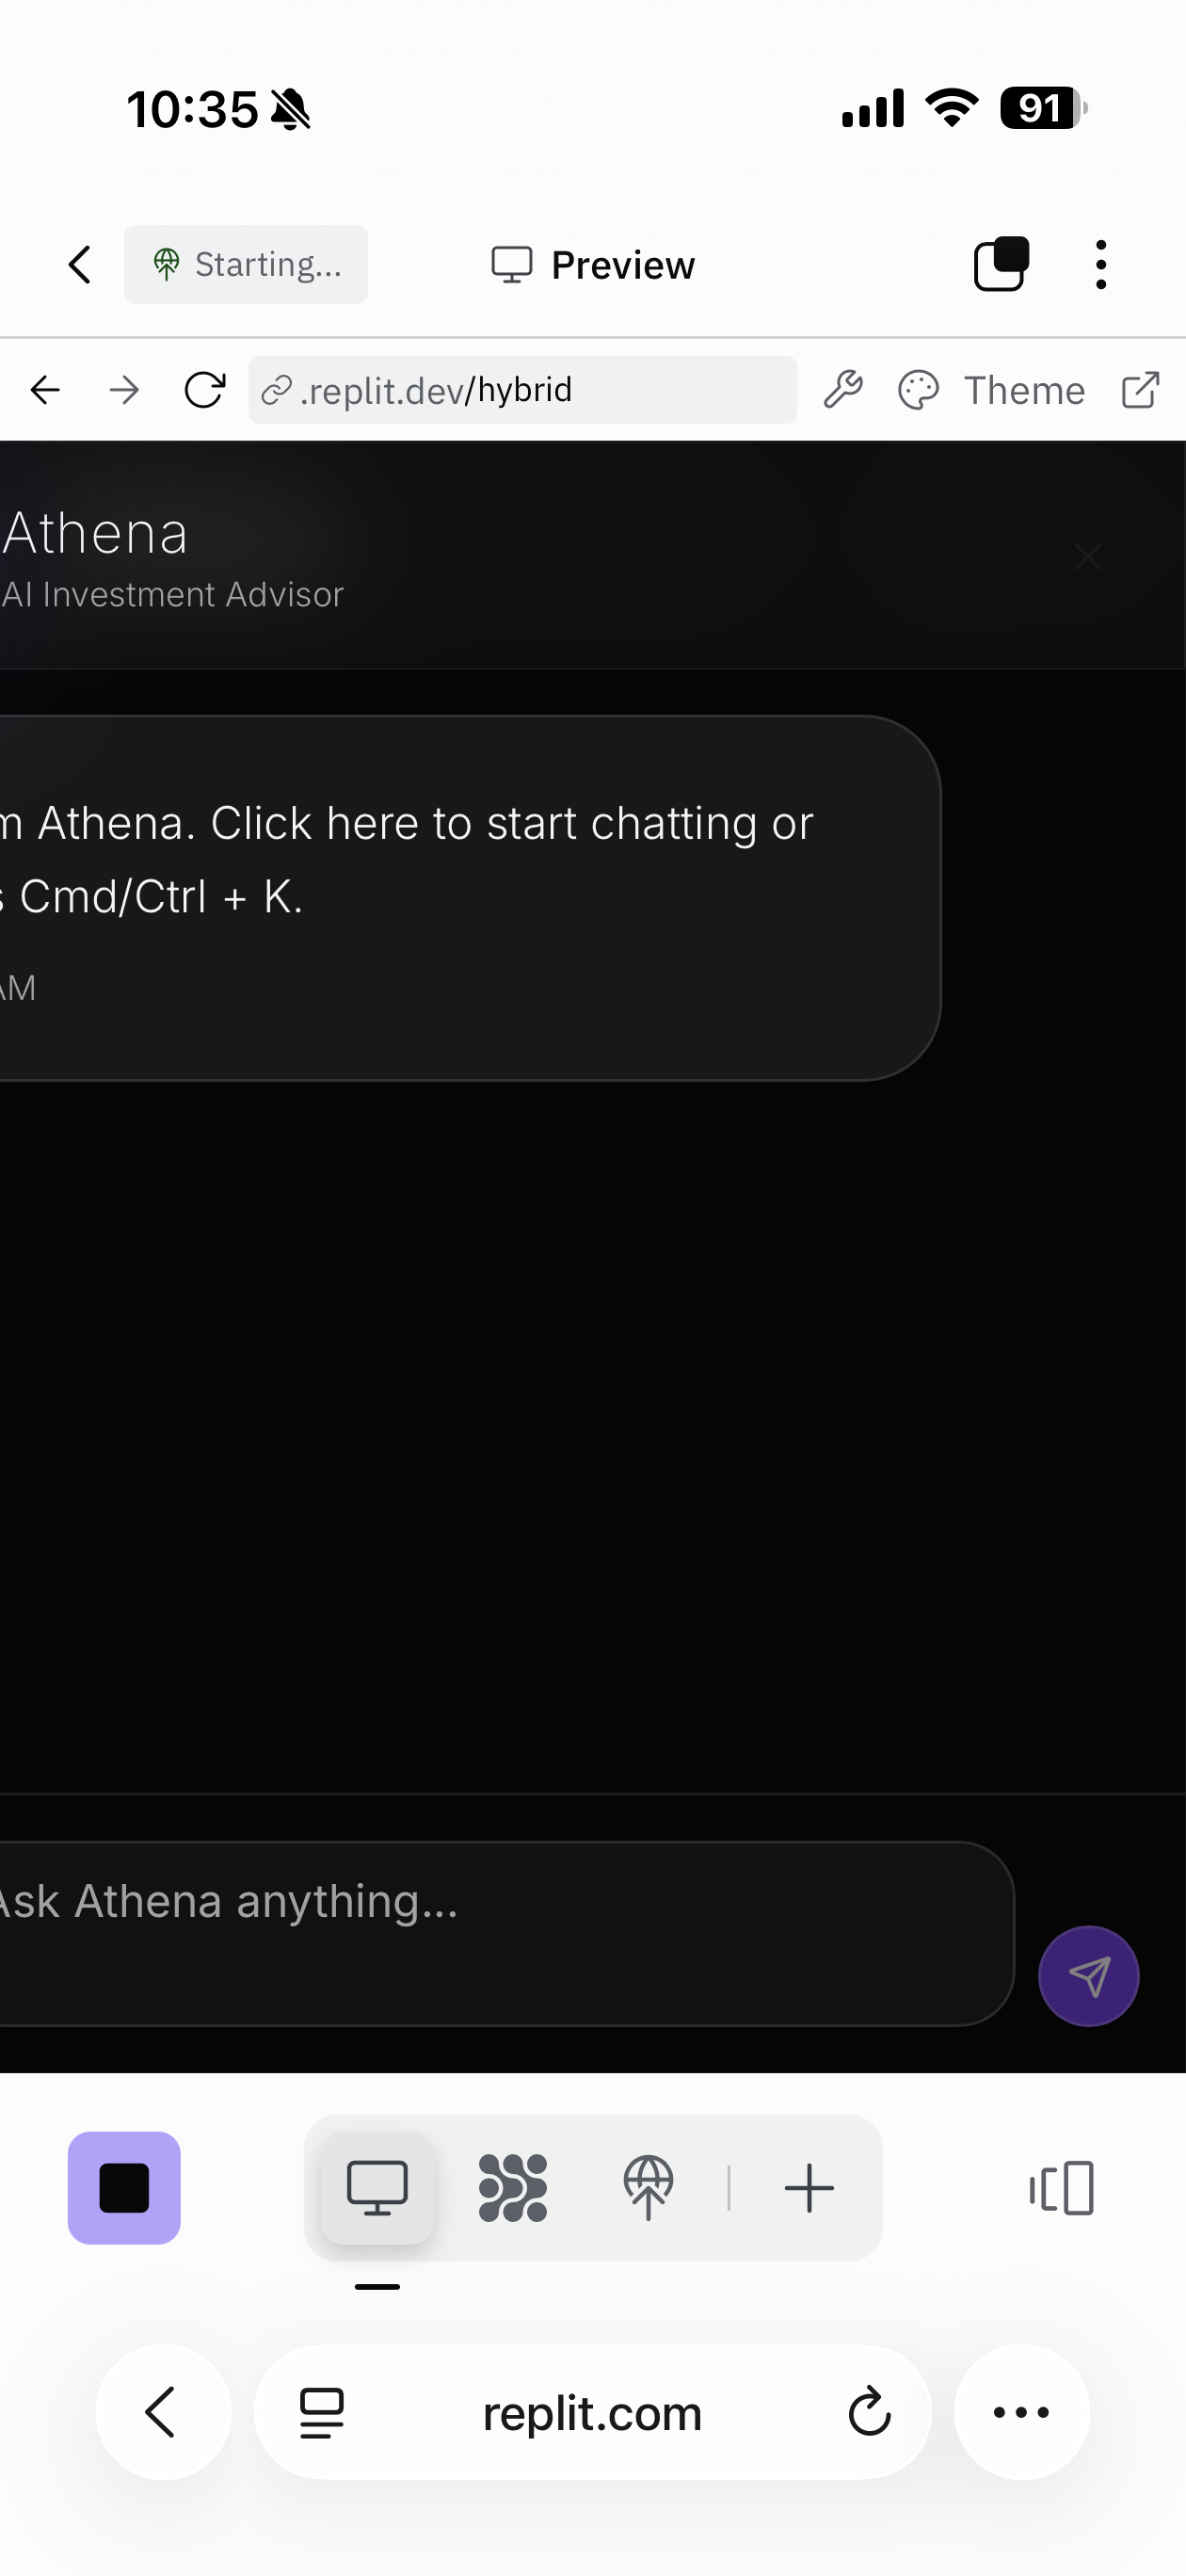 10:35
91
Starting...
Preview
.replit.dev/hybrid
Theme
Athena
AI Investment Advisor
m Athena. Click here to start chatting or
s Cmd/Ctrl + K.
AM
Ask Athena anything...
replit.com